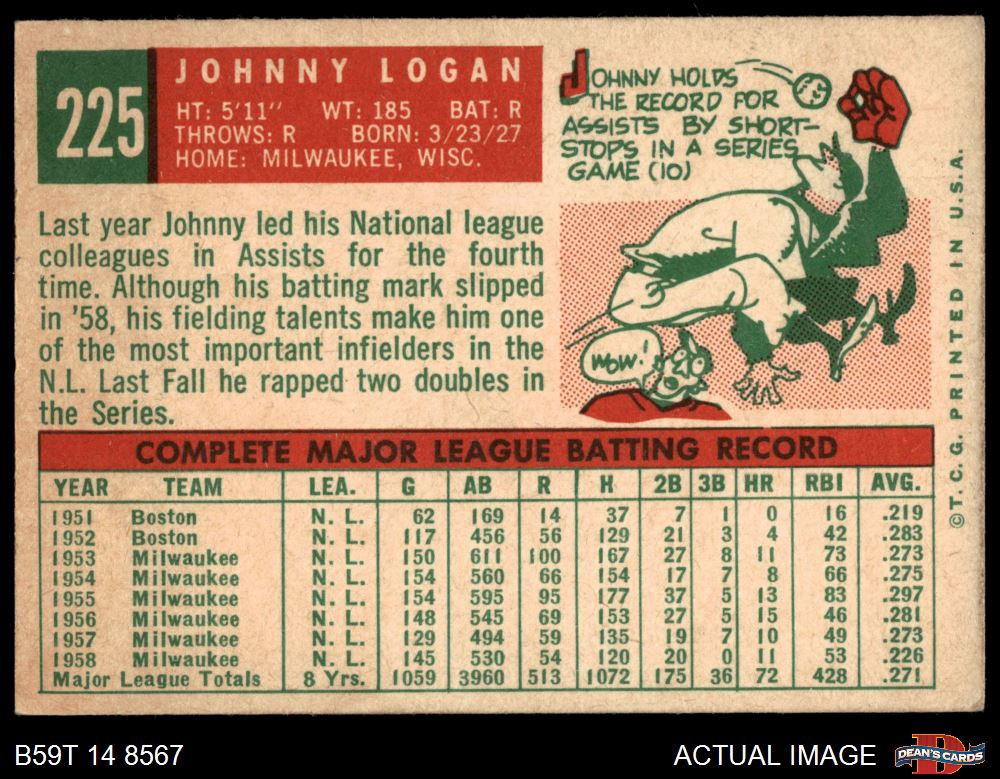 225
JOHNNY LOGAN
HT: 5'11" WT: 185 BAT: R
THROWS: R BORN: 3/23/27
HOME: MILWAUKEE, WISC.
JOHNNY HOLDS
THE RECORD FOR
ASSISTS BY SHORT-
STOPS IN A SERIES
GAME (10)
Last year Johnny led his National league
colleagues in Assists for the fourth
time. Although his batting mark slipped
in '58, his fielding talents make him one
of the most important infielders in the
N.L. Last Fall he rapped two doubles in
the Series.
WOW!
COMPLETE MAJOR LEAGUE BATTING RECORD
YEAR TEAM LEA. G AB R H 2B 3B HR RBI AVG.
1951 Boston N. L. 62 169 14 37 7 1 0 16 .219
1952 Boston N. L. 117 456 56 129 21 3 4 42 .283
1953 Milwaukee N. L. 150 611 100 167 27 8 11 73 .273
1954 Milwaukee N. L. 154 560 66 154 17 7 8 66 .275
1955 Milwaukee N. L. 154 595 95 177 37 5 13 83 .297
1956 Milwaukee N. L. 148 545 69 153 27 5 15 46 .281
1957 Milwaukee N. L. 129 494 59 135 19 7 10 49 .273
1958 Milwaukee N. L. 145 530 54 120 20 0 11 53 .226
Major League Totals 8 Yrs. 1059 3960 513 1072 175 36 72 428 .271
©T. C. G. PRINTED IN U.S.A.
B59T 14 8567
ACTUAL IMAGE
D
DEAN'S CARDS